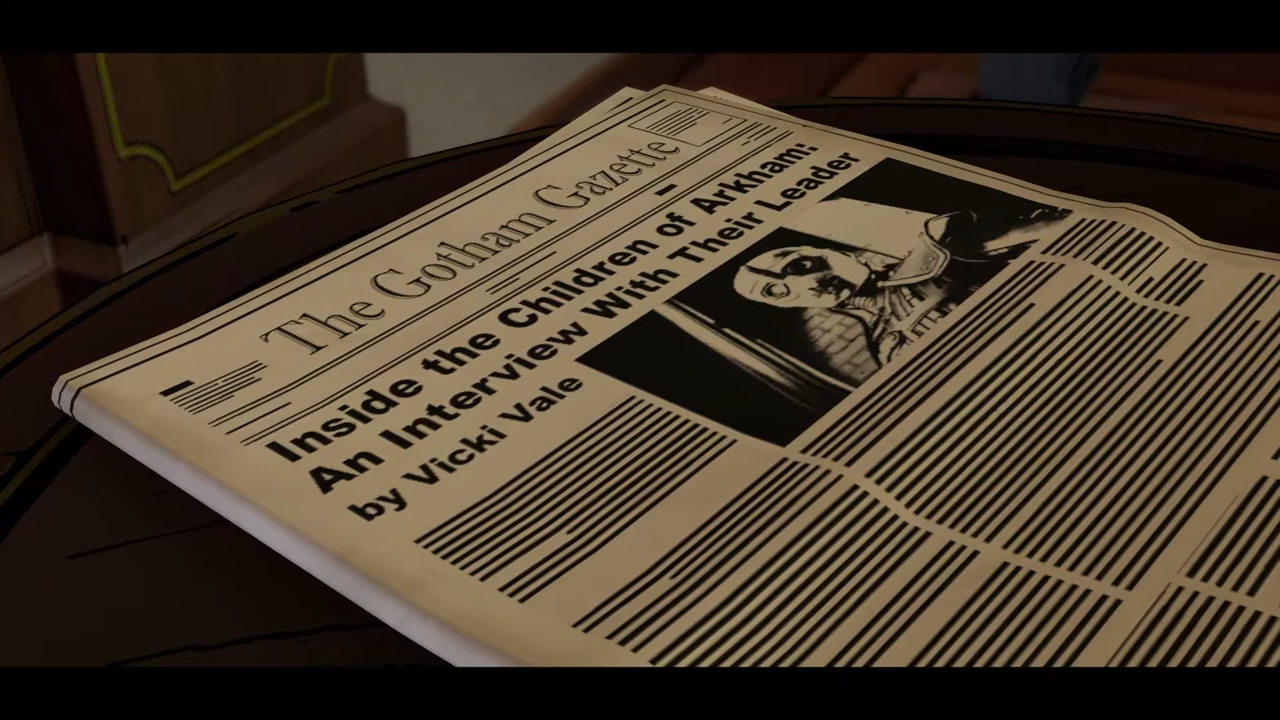 The Gotham Gazette
Inside the Children of Arkham:
An Interview With Their Leader
by Vicki Vale